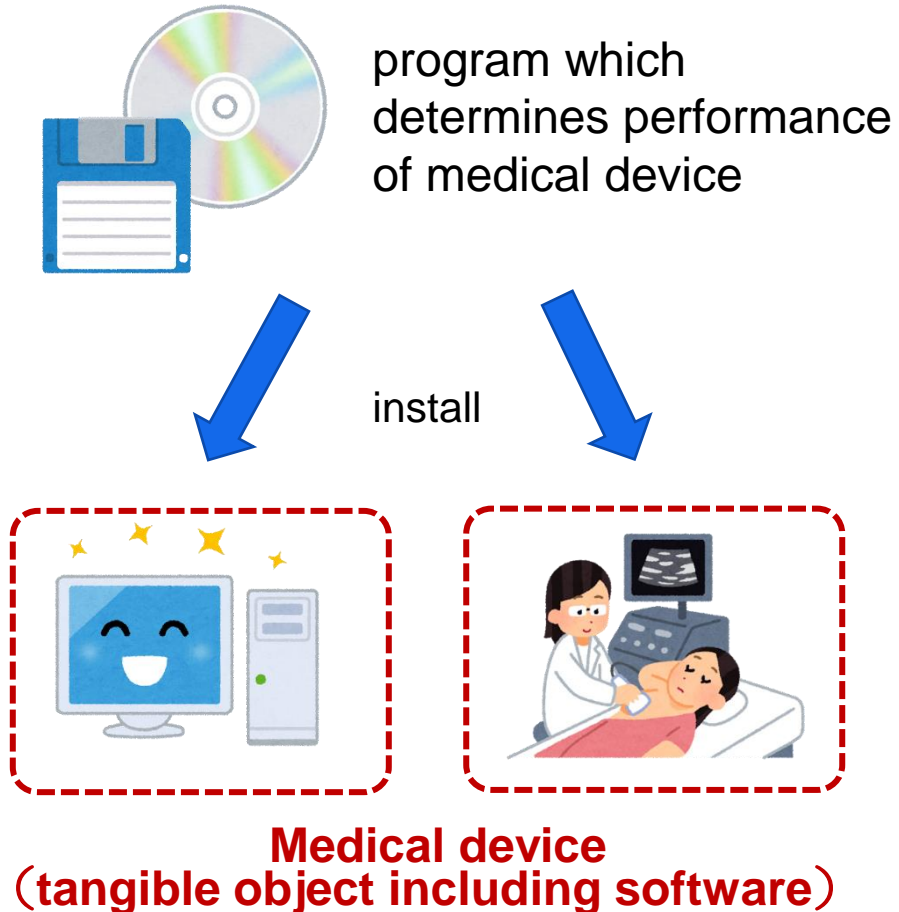 program which
determines performance
of medical device
install
Medical device
（tangible object including software）